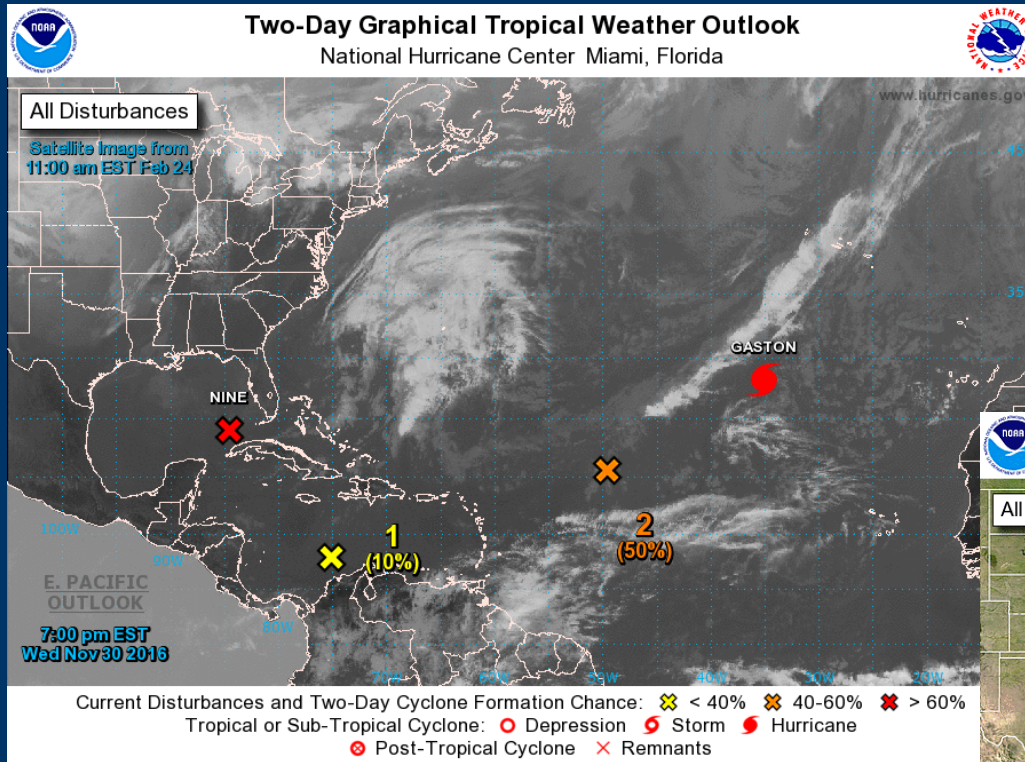 Two-Day Graphical Tropical Weather Outlook
National Hurricane Center Miami, Florida
NOAA
www.hurricanes.gov
All Disturbances
Satellite Image from
11:00 am EST Feb 24
45
35
GASTON
NINE
NOAA
All
100W
90W
80W
1
(10%)
2
(50%)
E. PACIFIC
OUTLOOK
7:00 pm EST
Wed Nov 30 2016
70W 60W 50W 40W 30W 20W
Current Disturbances and Two-Day Cyclone Formation Chance: < 40% 40-60% > 60%
Tropical or Sub-Tropical Cyclone: Depression Storm Hurricane
Post-Tropical Cyclone Remnants